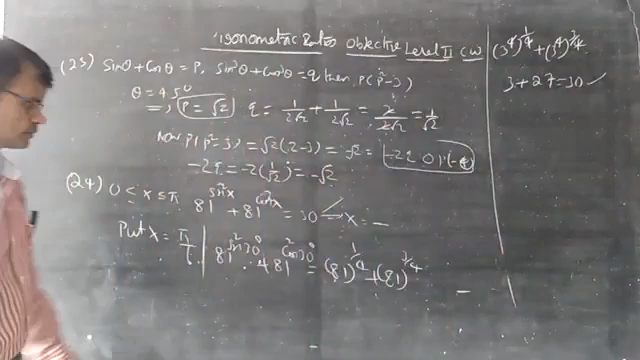 Trigonometric Ratios Objective Level II CW
(23) Sinθ + Cosθ = P, Sin³θ + Cos³θ = q then P(P²-3)
θ = 45°
=> P = √2 q = 1/2√2 + 1/2√2 = 2/2√2 = 1/√2
Now P(P²-3) = √2(2-3) = -√2 = -2q
-2q = -2(1/√2) = -√2
(24) 0 ≤ x ≤ π 81^sin²x + 81^cos²x = 30 x = —
Put x = π/6 81^sin²30° + 81^cos²30° = (81)^1/4 + (81)^3/4
(3⁴)^1/4 + (3⁴)^3/4
3 + 27 = 30 ✓